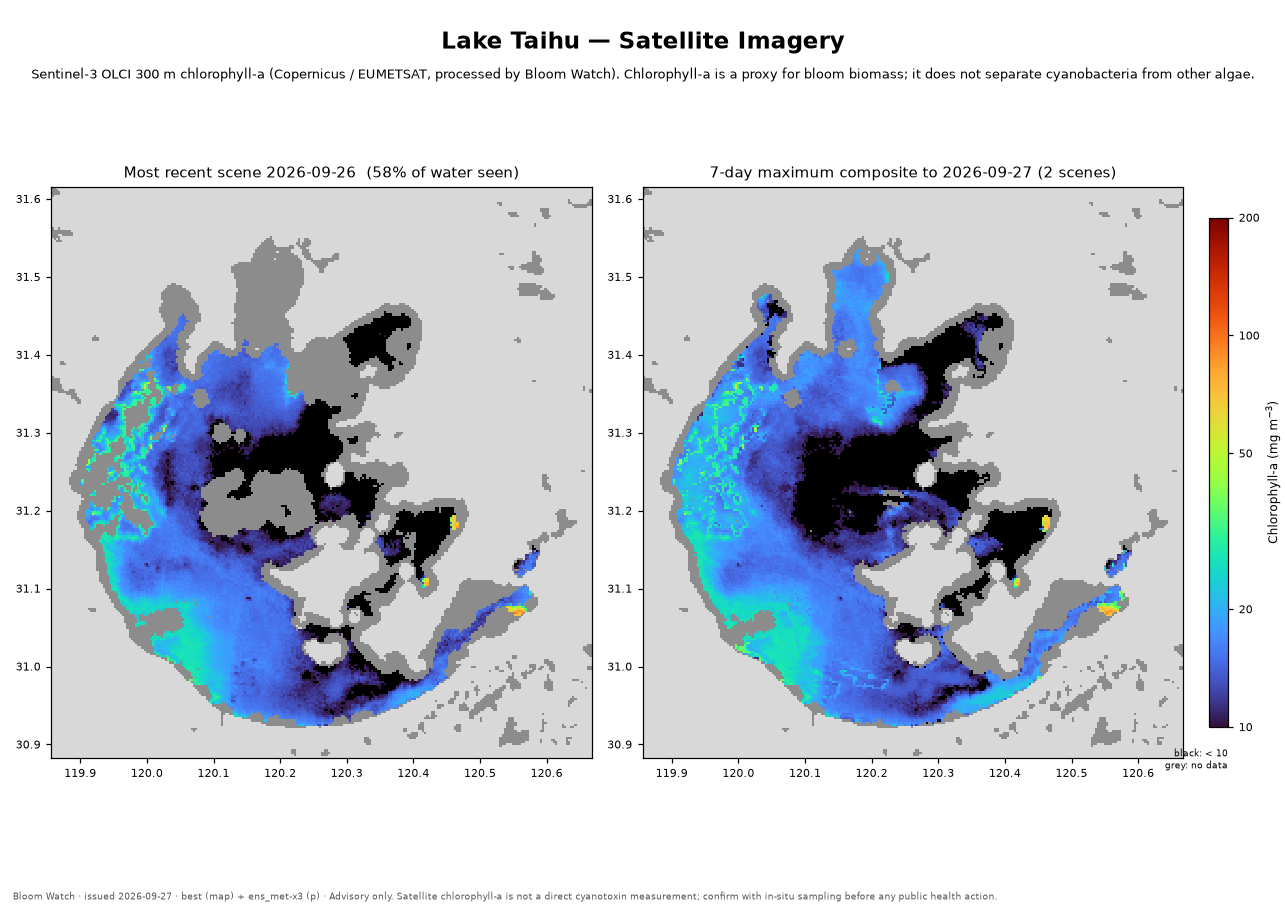 Lake Taihu — Satellite Imagery
Sentinel-3 OLCI 300 m chlorophyll-a (Copernicus / EUMETSAT, processed by Bloom Watch). Chlorophyll-a is a proxy for bloom biomass; it does not separate cyanobacteria from other algae.
Most recent scene 2026-09-26  (58% of water seen)
31.6
31.5
31.4
31.3
31.2
31.1
31.0
30.9
119.9 120.0 120.1 120.2 120.3 120.4 120.5 120.6
7-day maximum composite to 2026-09-27 (2 scenes)
31.6
31.5
31.4
31.3
31.2
31.1
31.0
30.9
119.9 120.0 120.1 120.2 120.3 120.4 120.5 120.6
200
100
50
20
10
Chlorophyll-a (mg m⁻³)
black: < 10
grey: no data
Bloom Watch · issued 2026-09-27 · best (map) + ens_met-x3 (p) · Advisory only. Satellite chlorophyll-a is not a direct cyanotoxin measurement; confirm with in-situ sampling before any public health action.